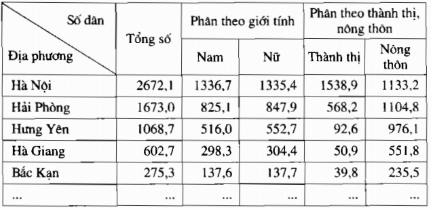 Số dân
Địa phương
Tổng số
Phân theo giới tính
Phân theo thành thị, nông thôn
Nam Nữ Thành thị Nông thôn
Hà Nội 2672,1 1336,7 1335,4 1538,9 1133,2
Hải Phòng 1673,0 825,1 847,9 568,2 1104,8
Hưng Yên 1068,7 516,0 552,7 92,6 976,1
Hà Giang 602,7 298,3 304,4 50,9 551,8
Bắc Kạn 275,3 137,6 137,7 39,8 235,5
... ... ... ... ... ...